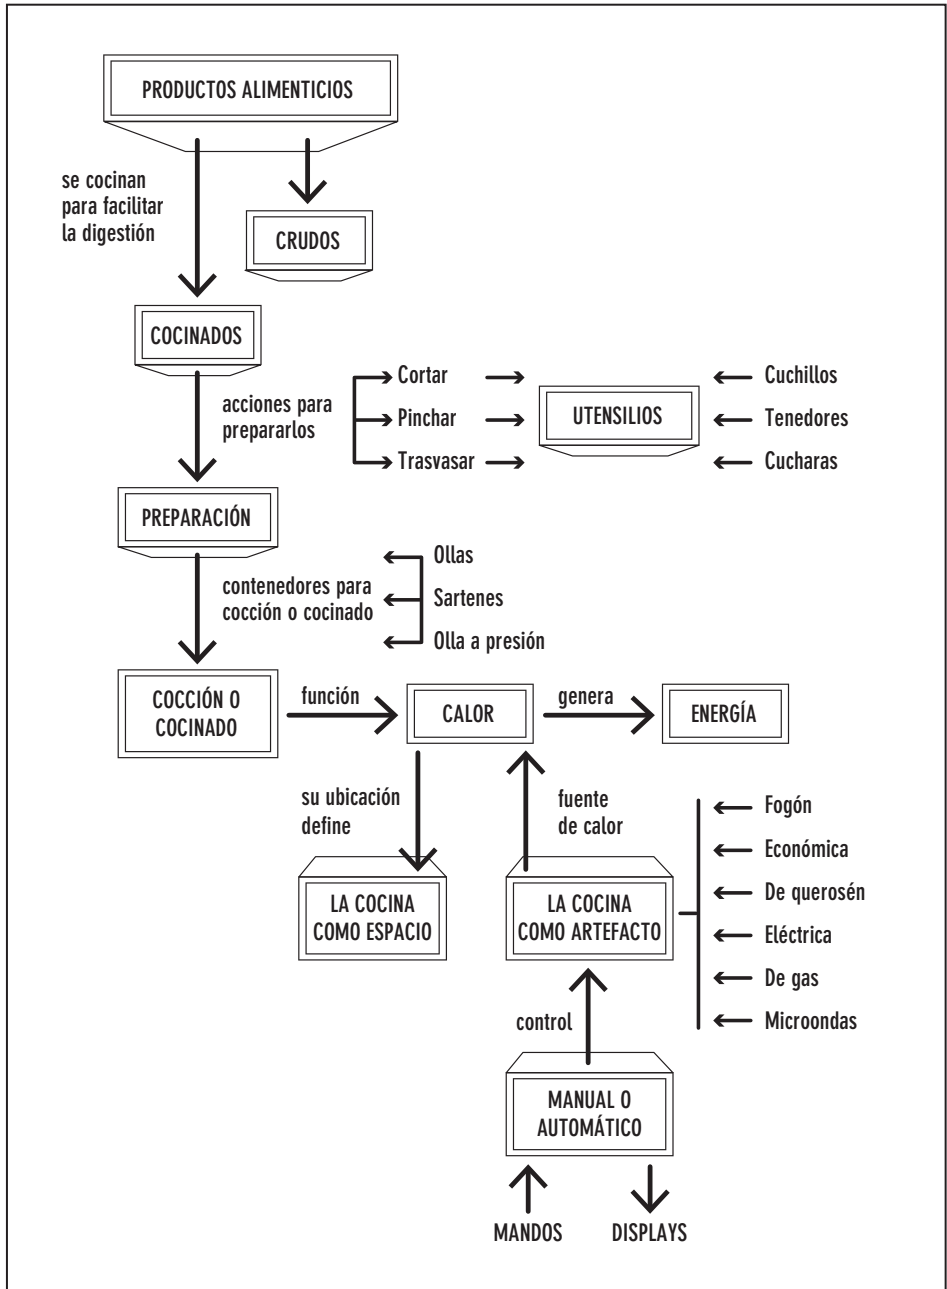 PRODUCTOS ALIMENTICIOS
se cocinan
para facilitar
la digestión
CRUDOS
COCINADOS
acciones para
prepararlos
Cortar
Pinchar
Trasvasar
UTENSILIOS
Cuchillos
Tenedores
Cucharas
PREPARACIÓN
contenedores para
cocción o cocinado
Ollas
Sartenes
Olla a presión
COCCIÓN O
COCINADO
función
CALOR
genera
ENERGÍA
su ubicación
define
fuente
de calor
LA COCINA
COMO ESPACIO
LA COCINA
COMO ARTEFACTO
Fogón
Económica
De querosén
Eléctrica
De gas
Microondas
control
MANUAL O
AUTOMÁTICO
MANDOS
DISPLAYS